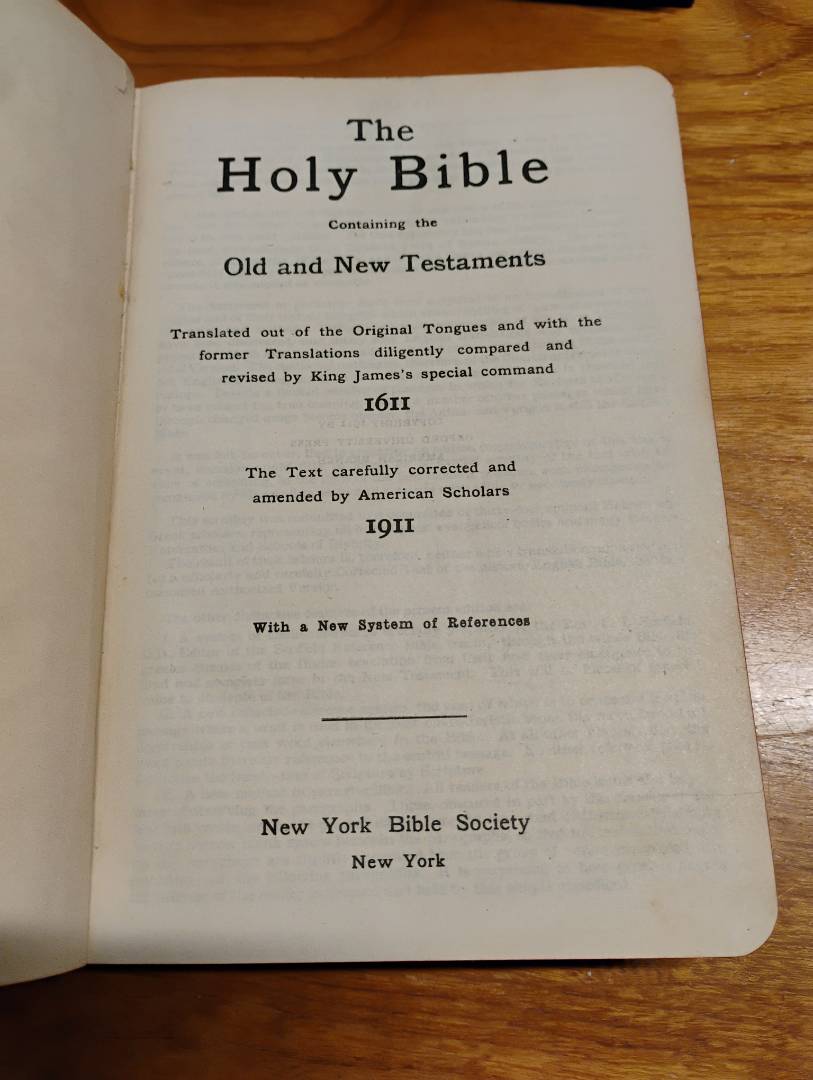 The
Holy Bible
Containing the
Old and New Testaments
Translated out of the Original Tongues and with the
former Translations diligently compared and
revised by King James's special command
1611
The Text carefully corrected and
amended by American Scholars
1911
With a New System of References
New York Bible Society
New York